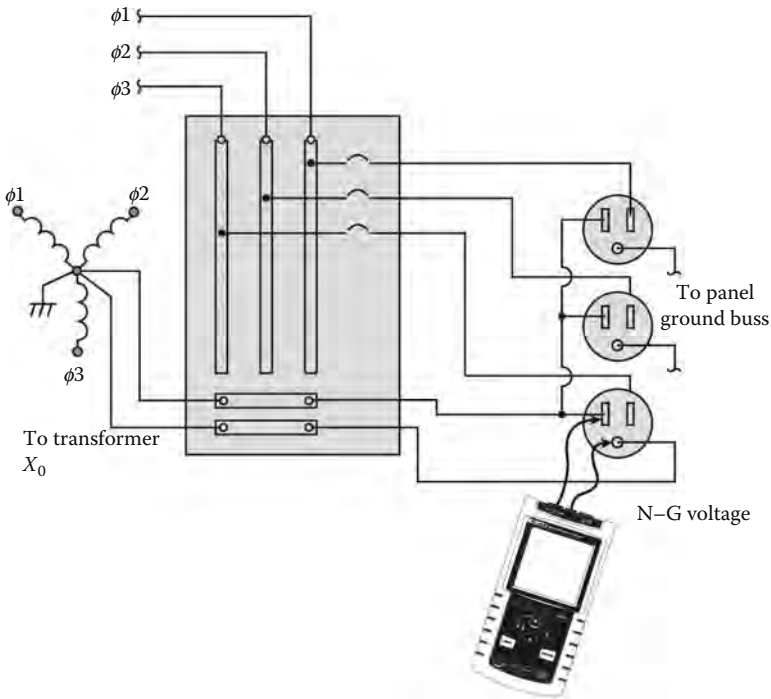 ϕ1
ϕ2
ϕ3
ϕ1
ϕ2
ϕ3
To panel
ground buss
To transformer
X₀
N–G voltage